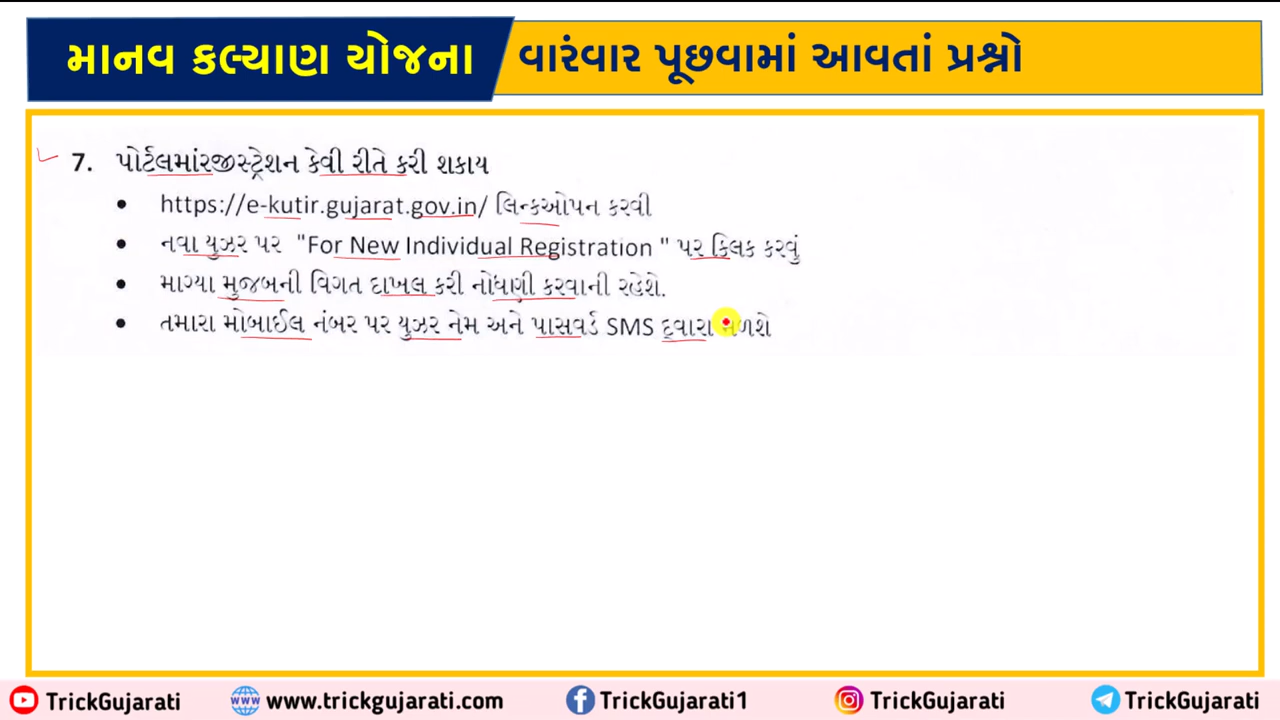 માનવ કલ્યાણ યોજના વારંવાર પૂછવામાં આવતાં પ્રશ્નો
7. પોર્ટલમાંરજીસ્ટ્રેશન કેવી રીતે કરી શકાય
• https://e-kutir.gujarat.gov.in/ લિન્કઓપન કરવી
• નવા યુઝર પર "For New Individual Registration " પર ક્લિક કરવું
• માગ્યા મુજબની વિગત દાખલ કરી નોંધણી કરવાની રહેશે.
• તમારા મોબાઈલ નંબર પર યુઝર નેમ અને પાસવર્ડ SMS દ્વારા મળશે
TrickGujarati www.trickgujarati.com TrickGujarati1 TrickGujarati TrickGujarati